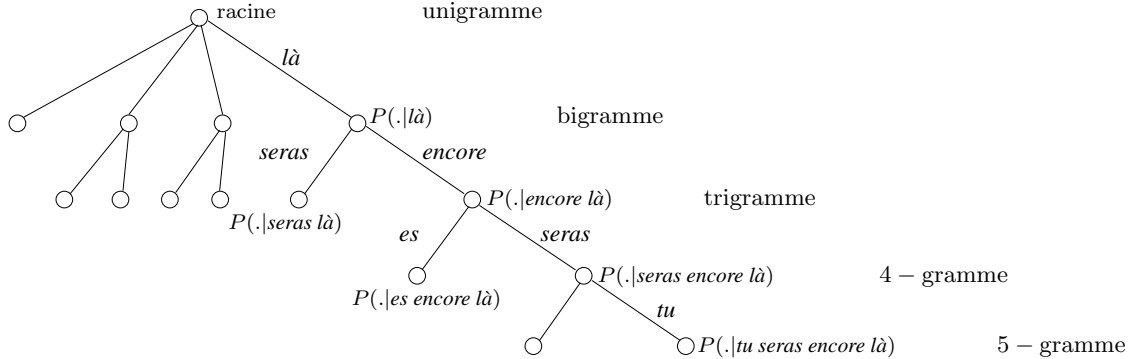 racine unigramme
là
P(.|là) bigramme
seras encore
P(.|encore là) trigramme
P(.|seras là)
es seras
P(.|seras encore là) 4 − gramme
P(.|es encore là)
tu
P(.|tu seras encore là) 5 − gramme